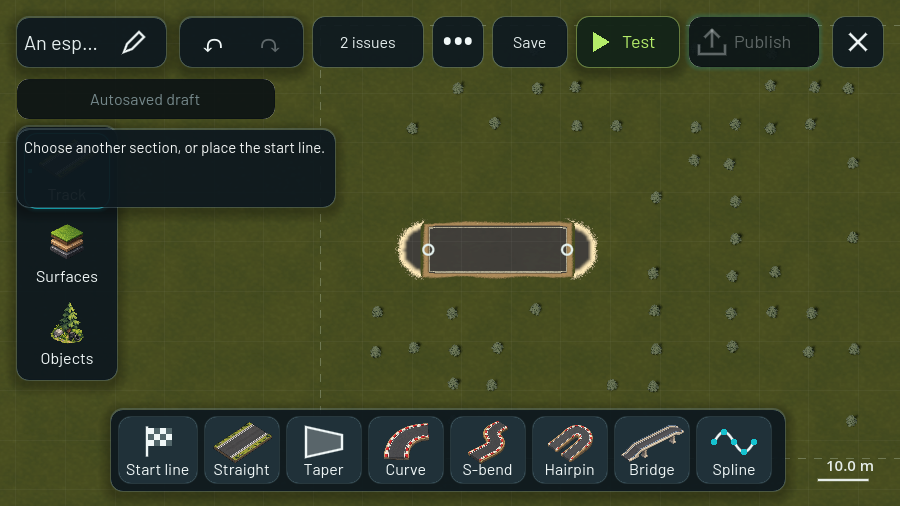 An esp...
2 issues
Save
Test
Publish
Autosaved draft
Choose another section, or place the start line.
Track
Surfaces
Objects
Start line
Straight
Taper
Curve
S-bend
Hairpin
Bridge
Spline
10.0 m